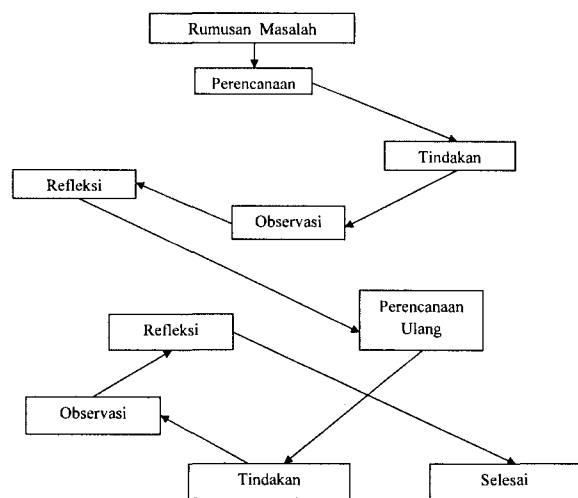 Rumusan Masalah
Perencanaan
Tindakan
Refleksi
Observasi
Perencanaan
Ulang
Refleksi
Observasi
Tindakan
Selesai